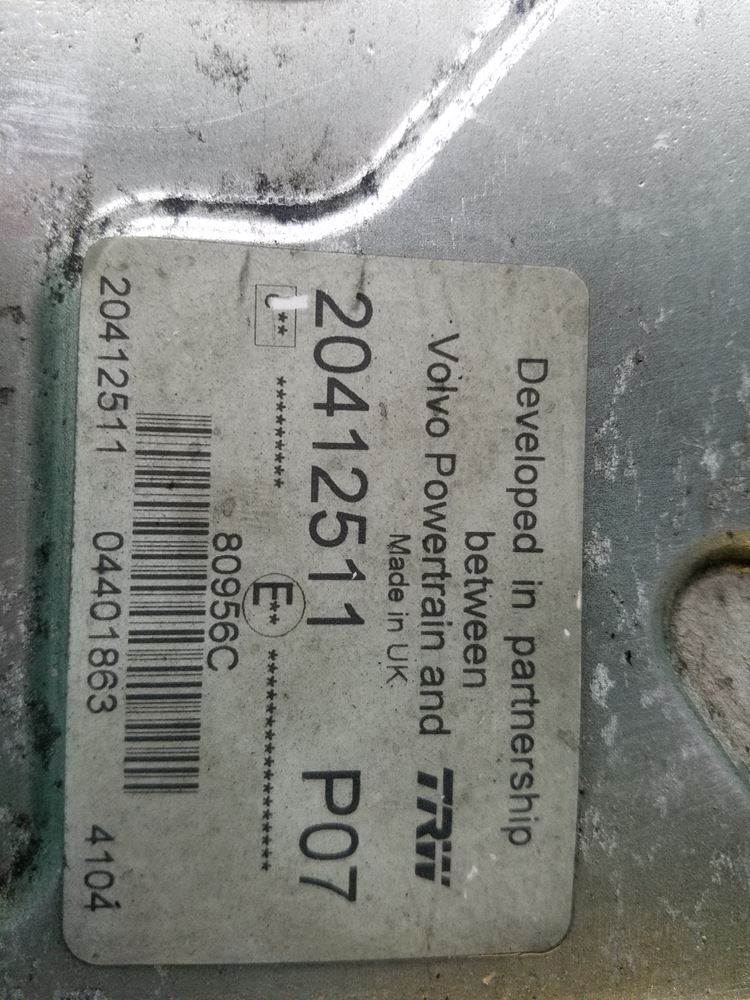 Developed in partnership
between
Volvo Powertrain and TRW
Made in UK
20412511 P07
** ********* E** ********************
80956C
20412511 04401863 4104